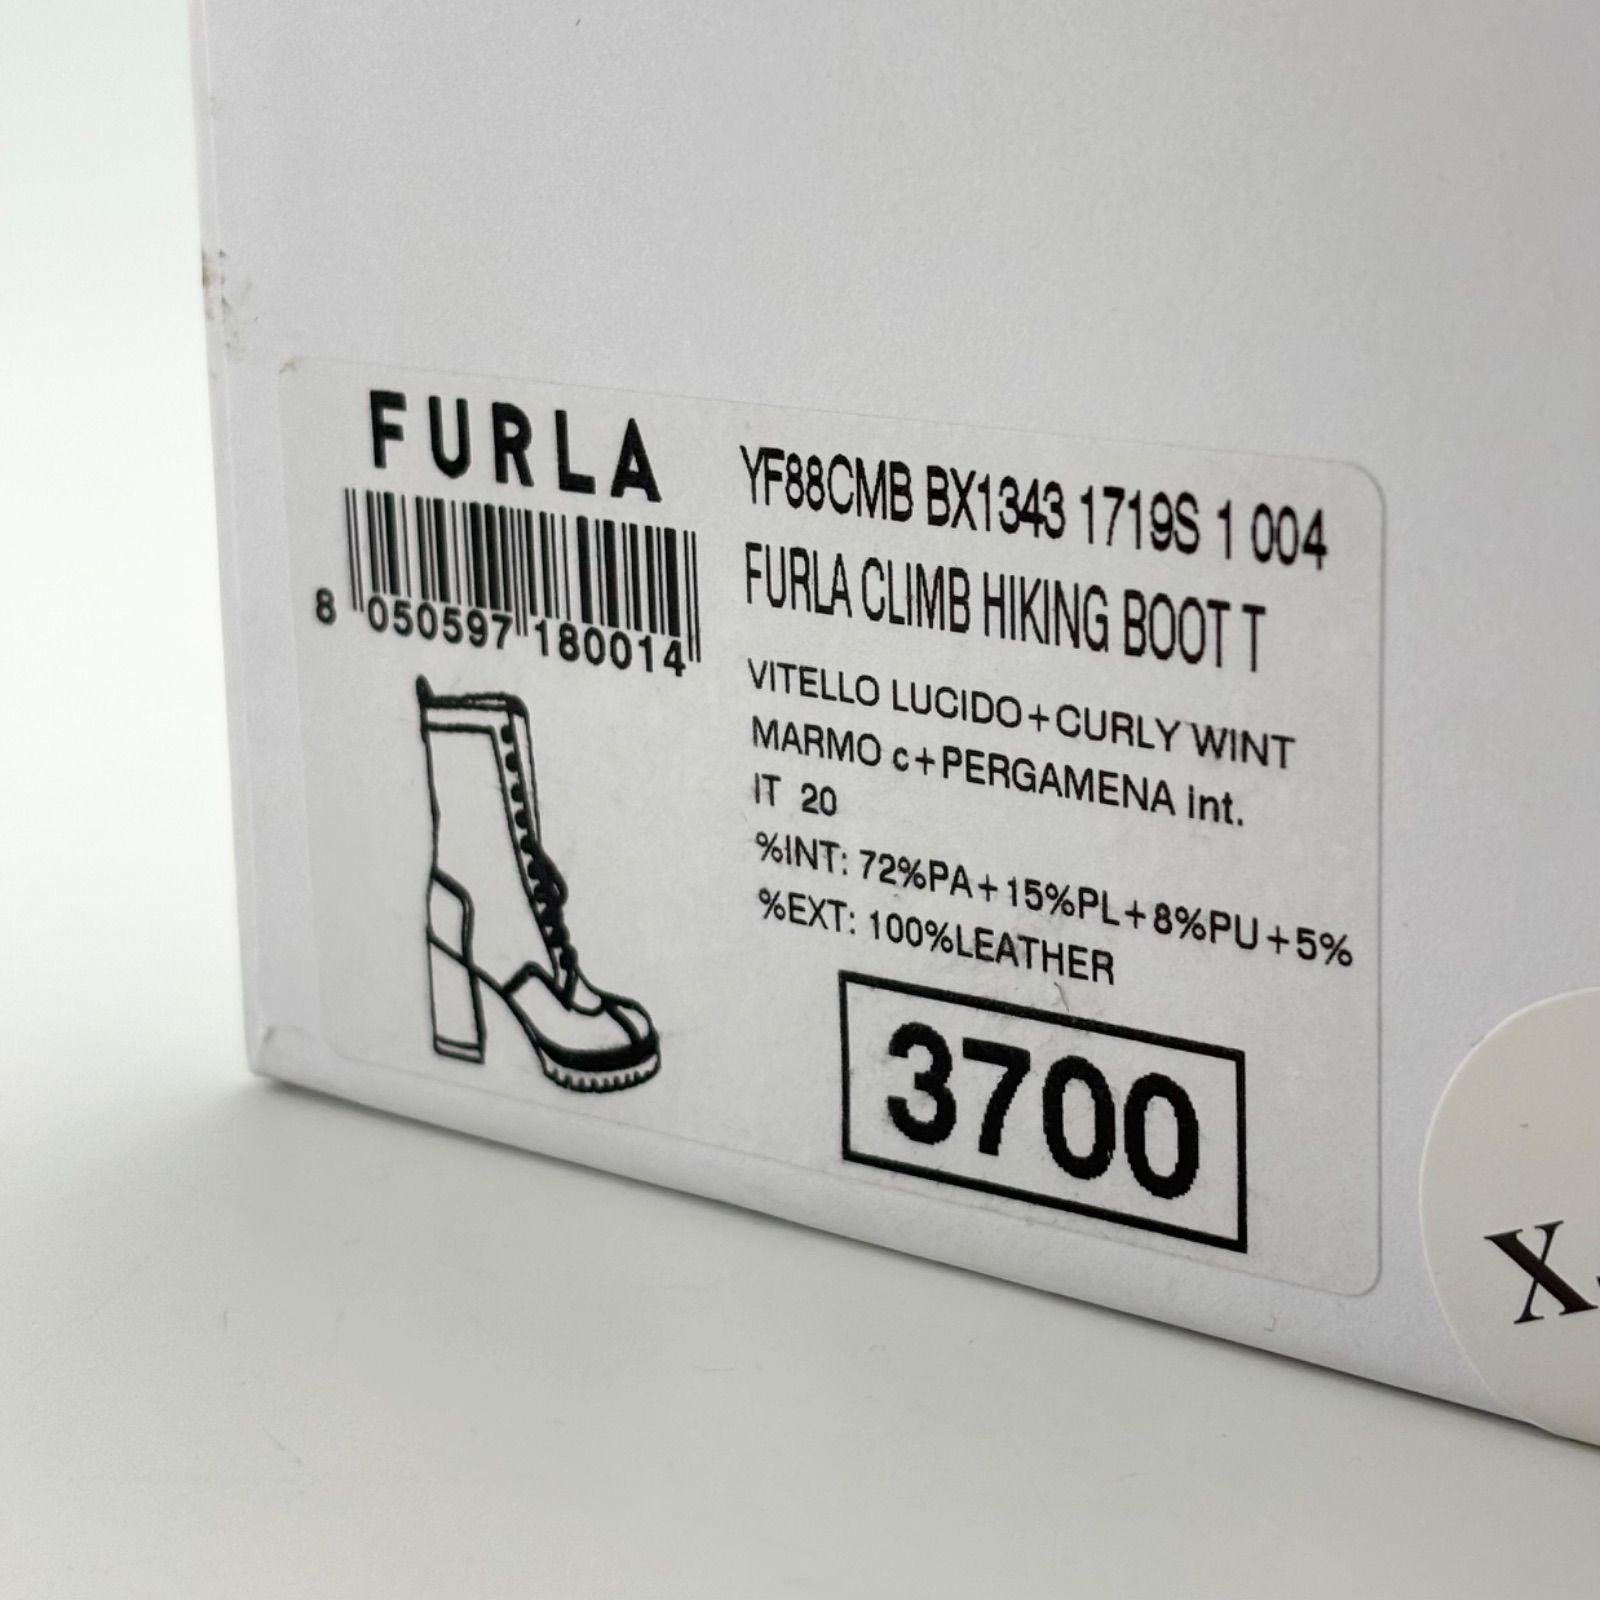 FURLA
8 050597 180014
YF88CMB BX1343 1719S 1 004
FURLA CLIMB HIKING BOOT T
VITELLO LUCIDO+CURLY WINT
MARMO c+PERGAMENA int.
IT 20
%INT: 72%PA+15%PL+8%PU+5%
%EXT: 100%LEATHER
3700
X